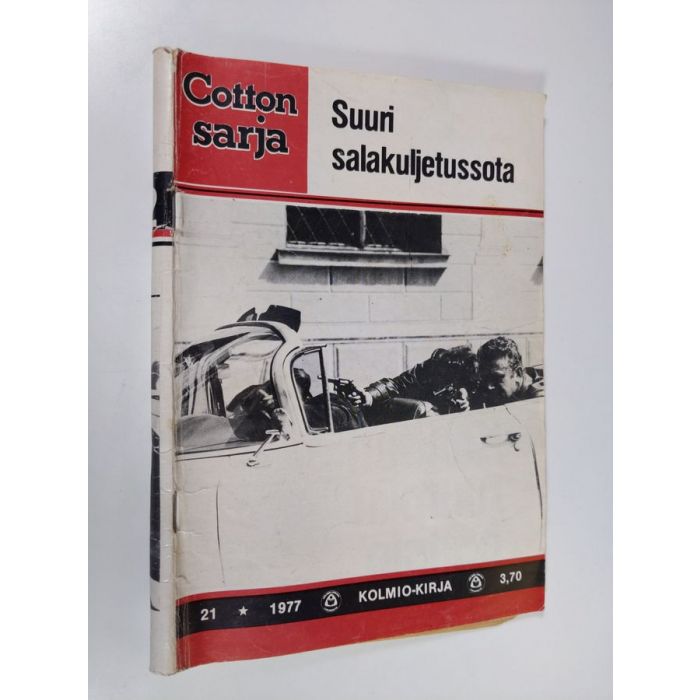 Cotton
sarja
Suuri
salakuljetussota
21 ★ 1977 KOLMIO-KIRJA 3,70